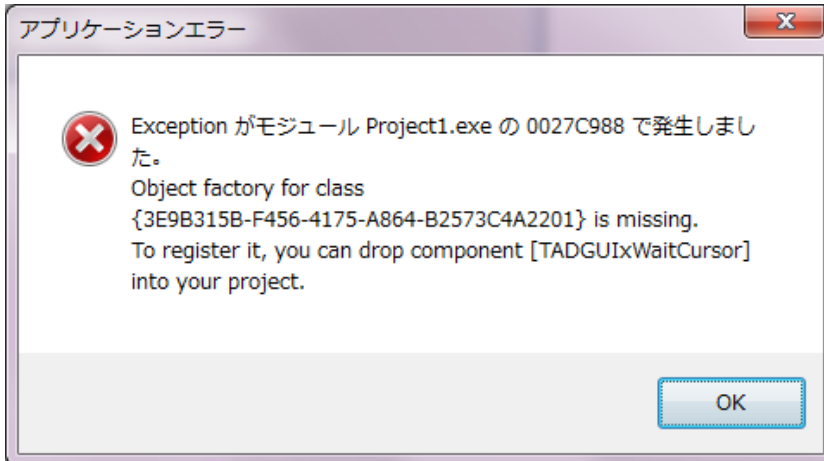 アプリケーションエラー
Exception がモジュール Project1.exe の 0027C988 で発生しまし
た。
Object factory for class
{3E9B315B-F456-4175-A864-B2573C4A2201} is missing.
To register it, you can drop component [TADGUIxWaitCursor]
into your project.
OK